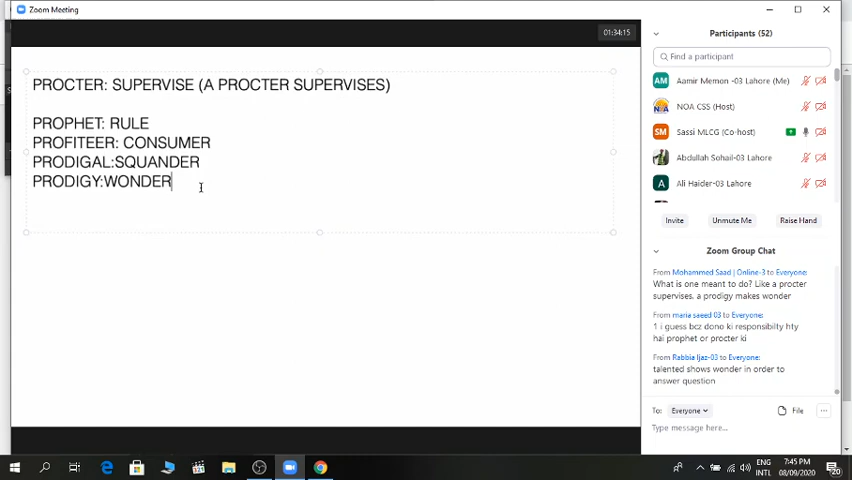 Zoom Meeting
01:34:15
PROCTER: SUPERVISE (A PROCTER SUPERVISES)
PROPHET: RULE
PROFITEER: CONSUMER
PRODIGAL:SQUANDER
PRODIGY:WONDER
Participants (52)
Find a participant
AM Aamir Memon -03 Lahore (Me)
NOA NOA CSS (Host)
SM Sassi MLCG (Co-host)
Abdullah Sohail-03 Lahore
A Ali Haider-03 Lahore
Invite Unmute Me Raise Hand
Zoom Group Chat
From Mohammed Saad | Online-3 to Everyone:
What is one meant to do? Like a procter
supervises, a prodigy makes wonder
From maria saeed 03 to Everyone:
1 i guess bcz dono ki responsibilty hty
hai prophet or procter ki
From Rabbia Ijaz-03 to Everyone:
talented shows wonder in order to
answer question
To: Everyone File ...
Type message here...
ENG
INTL
7:45 PM
08/09/2020
20